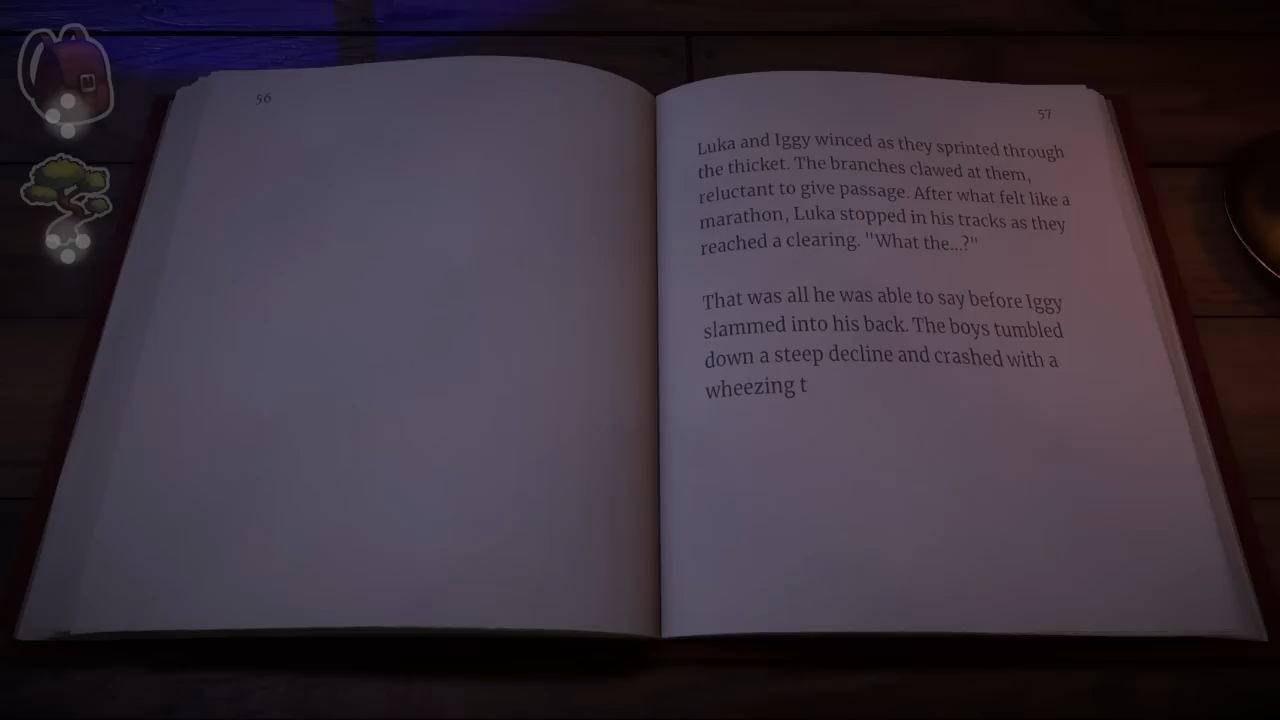 56
57
Luka and Iggy winced as they sprinted through
the thicket. The branches clawed at them,
reluctant to give passage. After what felt like a
marathon, Luka stopped in his tracks as they
reached a clearing. "What the...?"
That was all he was able to say before Iggy
slammed into his back. The boys tumbled
down a steep decline and crashed with a
wheezing t